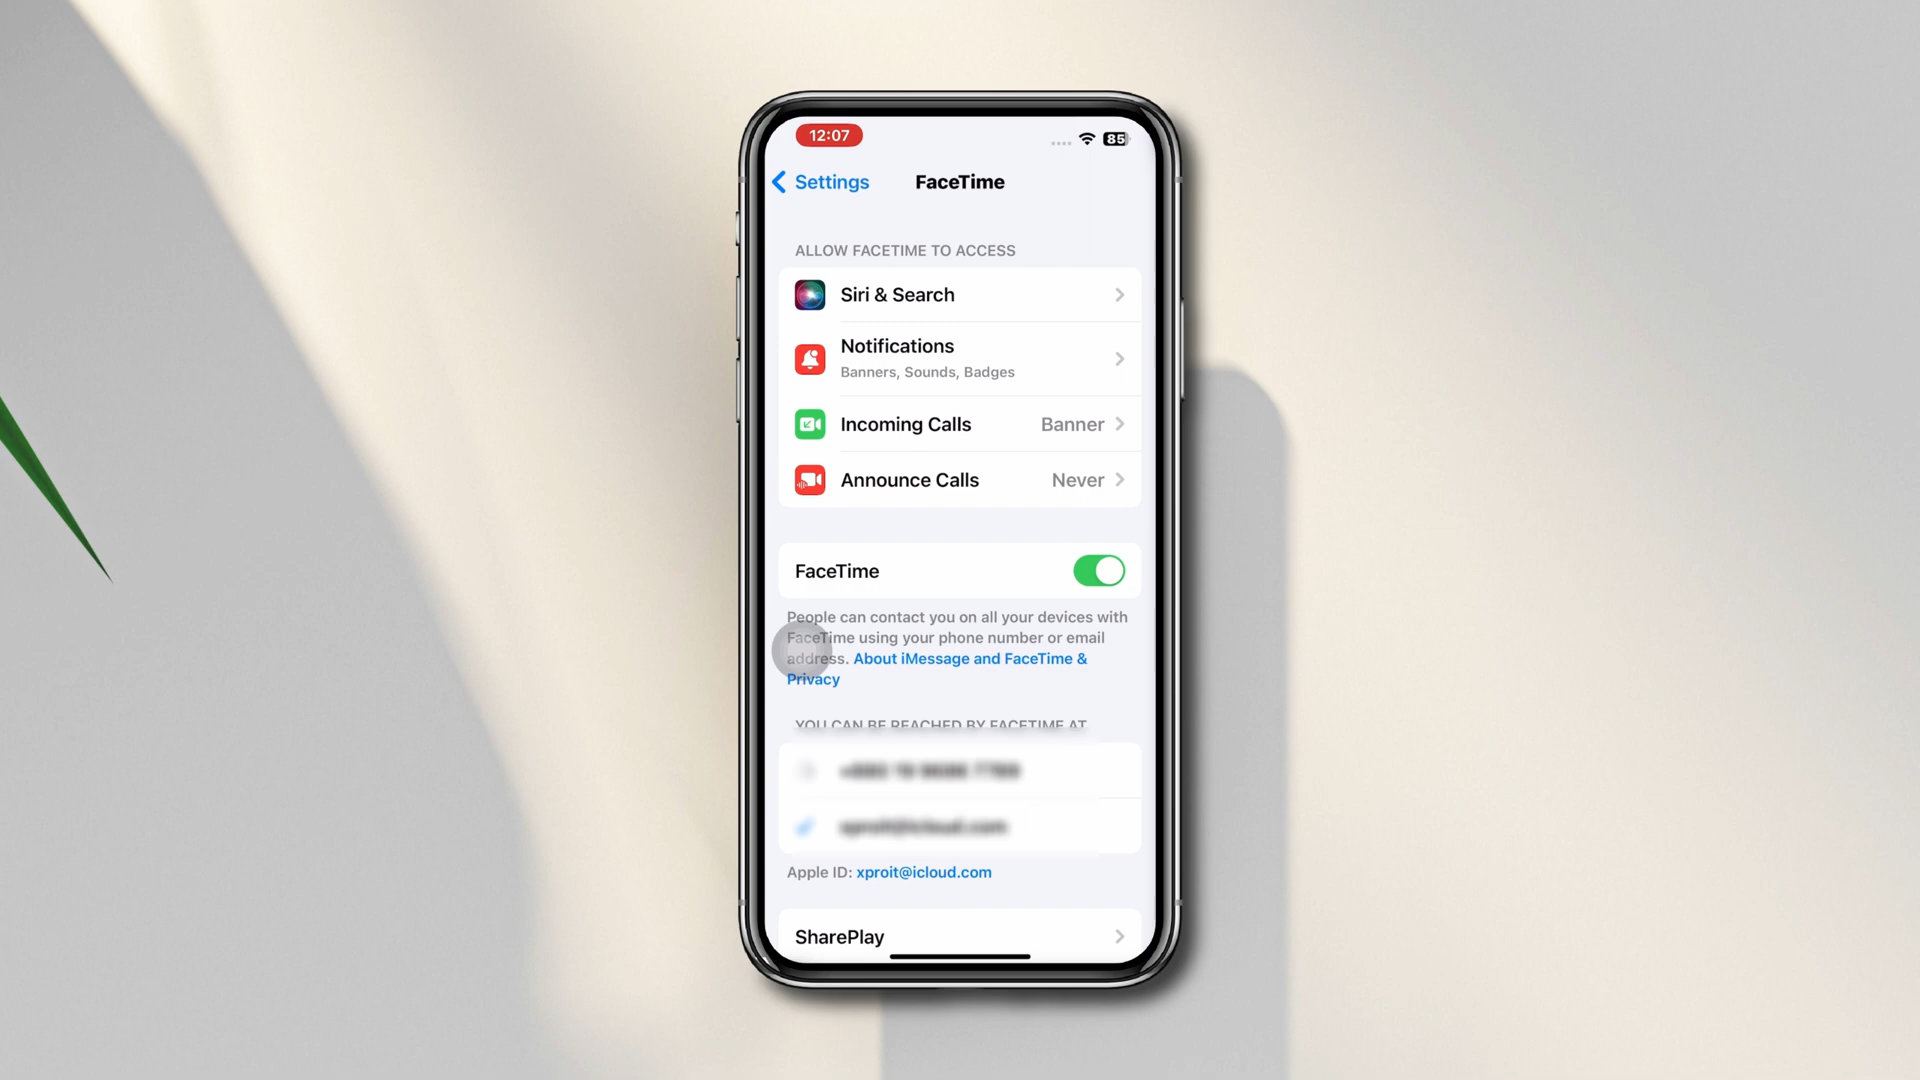 12:07
85
Settings
FaceTime
ALLOW FACETIME TO ACCESS
Siri & Search
Notifications
Banners, Sounds, Badges
Incoming Calls
Banner
Announce Calls
Never
FaceTime
People can contact you on all your devices with
FaceTime using your phone number or email
address. About iMessage and FaceTime &
Privacy
YOU CAN BE REACHED BY FACETIME AT
Apple ID: xproit@icloud.com
SharePlay